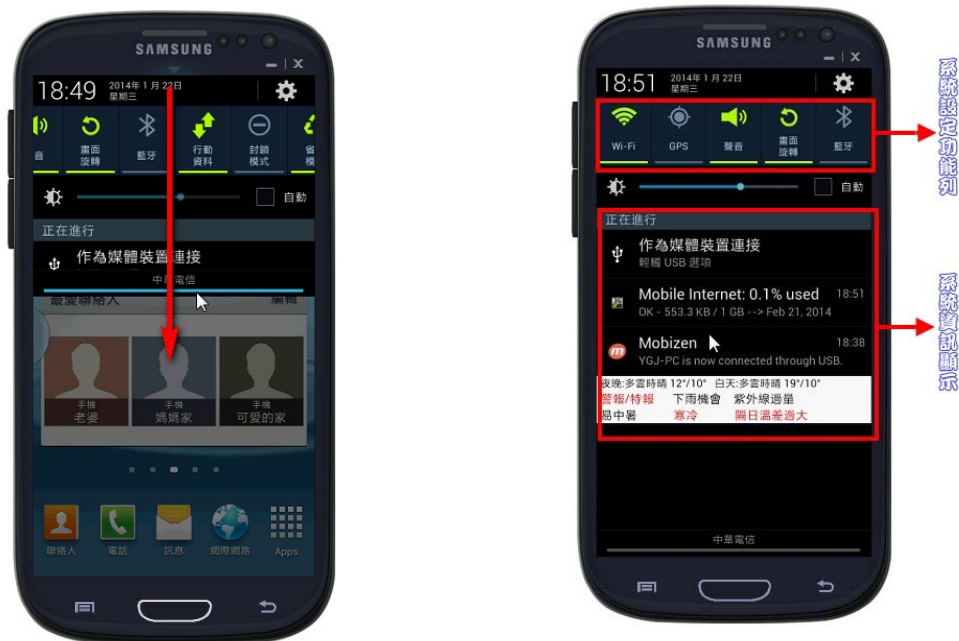 SAMSUNG
18:49
2014年1月22日
星期三
音
畫面
旋轉
藍牙
行動
資料
封鎖
模式
省
模
自動
正在進行
作為媒體裝置連接
中華電信
最愛聯絡人
編輯
手機
老婆
手機
媽媽家
手機
可愛的家
聯絡人
電話
訊息
網際網路
Apps
SAMSUNG
18:51
2014年1月22日
星期三
Wi-Fi
GPS
聲音
畫面
旋轉
藍牙
自動
正在進行
作為媒體裝置連接
輕觸 USB 選項
Mobile Internet: 0.1% used 18:51
OK - 553.3 KB / 1 GB --> Feb 21, 2014
Mobizen 18:38
YGJ-PC is now connected through USB.
夜晚:多雲時晴 12°/10° 白天:多雲時晴 19°/10°
警報/特報 下雨機會 紫外線過量
易中暑 寒冷 隔日溫差過大
中華電信
系統設定功能列
系統資訊顯示